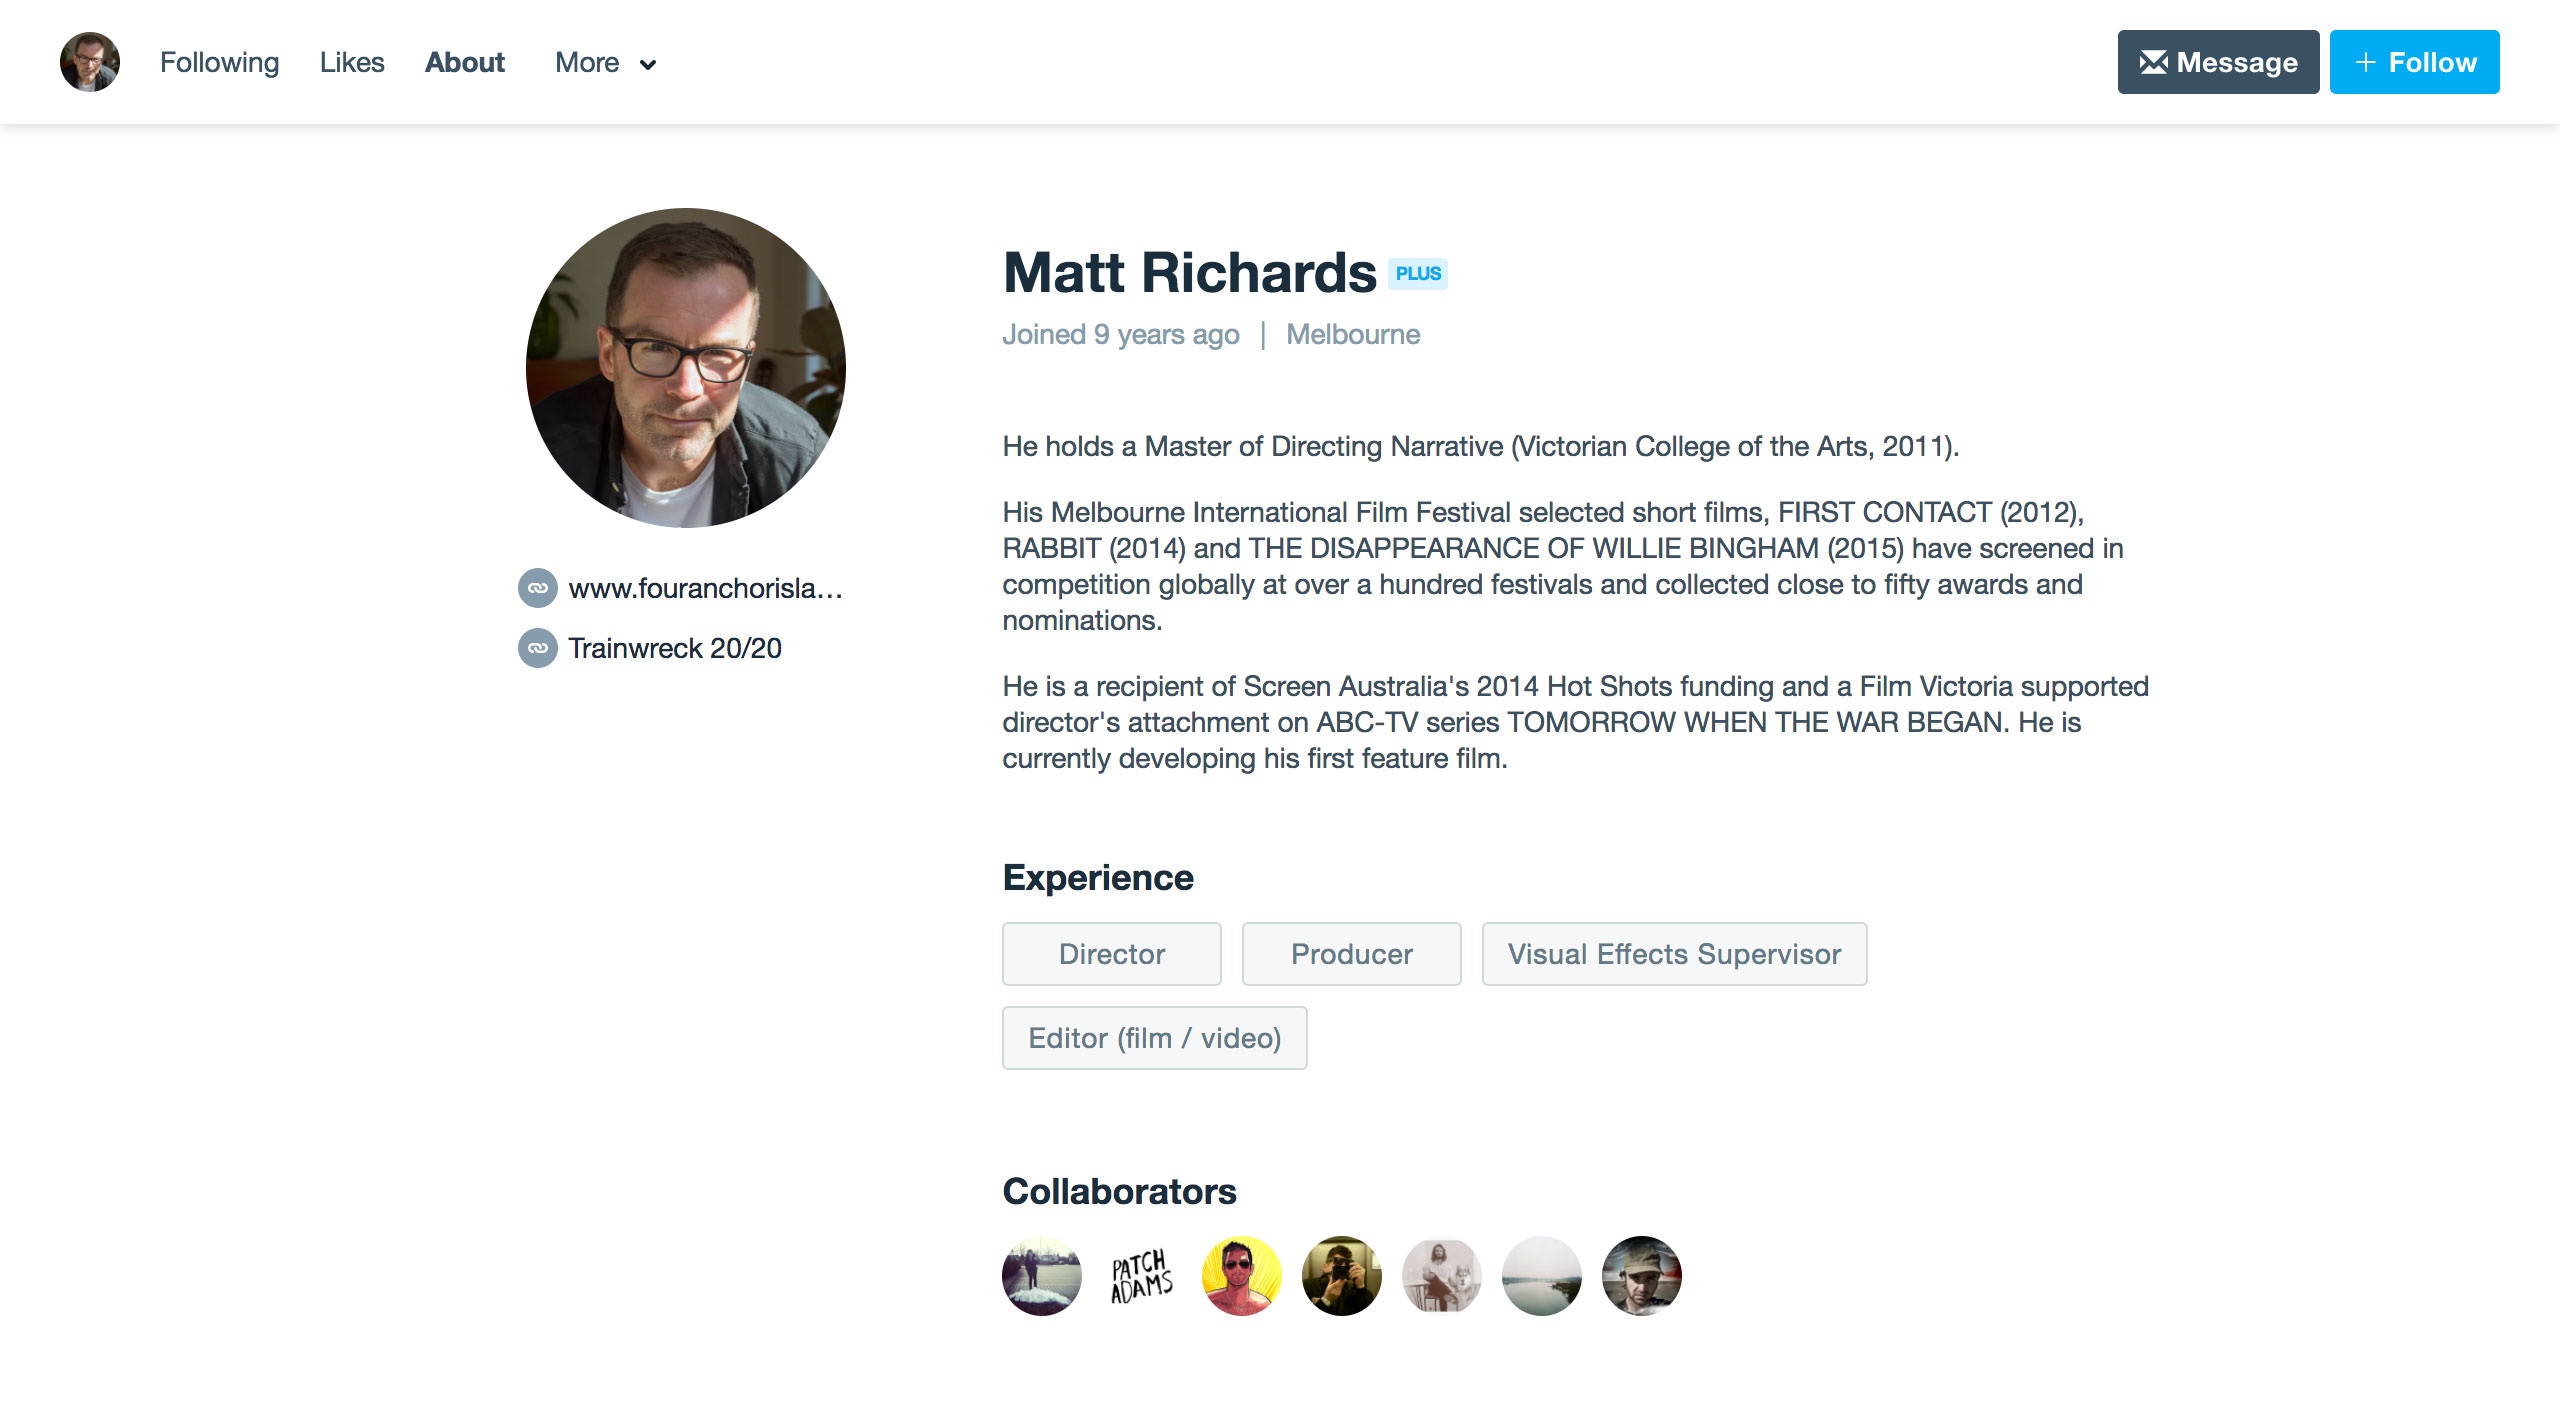 Following Likes About More Message + Follow
Matt Richards PLUS
Joined 9 years ago | Melbourne
www.fouranchorisla...
Trainwreck 20/20
He holds a Master of Directing Narrative (Victorian College of the Arts, 2011).
His Melbourne International Film Festival selected short films, FIRST CONTACT (2012),
RABBIT (2014) and THE DISAPPEARANCE OF WILLIE BINGHAM (2015) have screened in
competition globally at over a hundred festivals and collected close to fifty awards and
nominations.
He is a recipient of Screen Australia's 2014 Hot Shots funding and a Film Victoria supported
director's attachment on ABC-TV series TOMORROW WHEN THE WAR BEGAN. He is
currently developing his first feature film.
Experience
Director Producer Visual Effects Supervisor
Editor (film / video)
Collaborators
PATCH
ADAMS